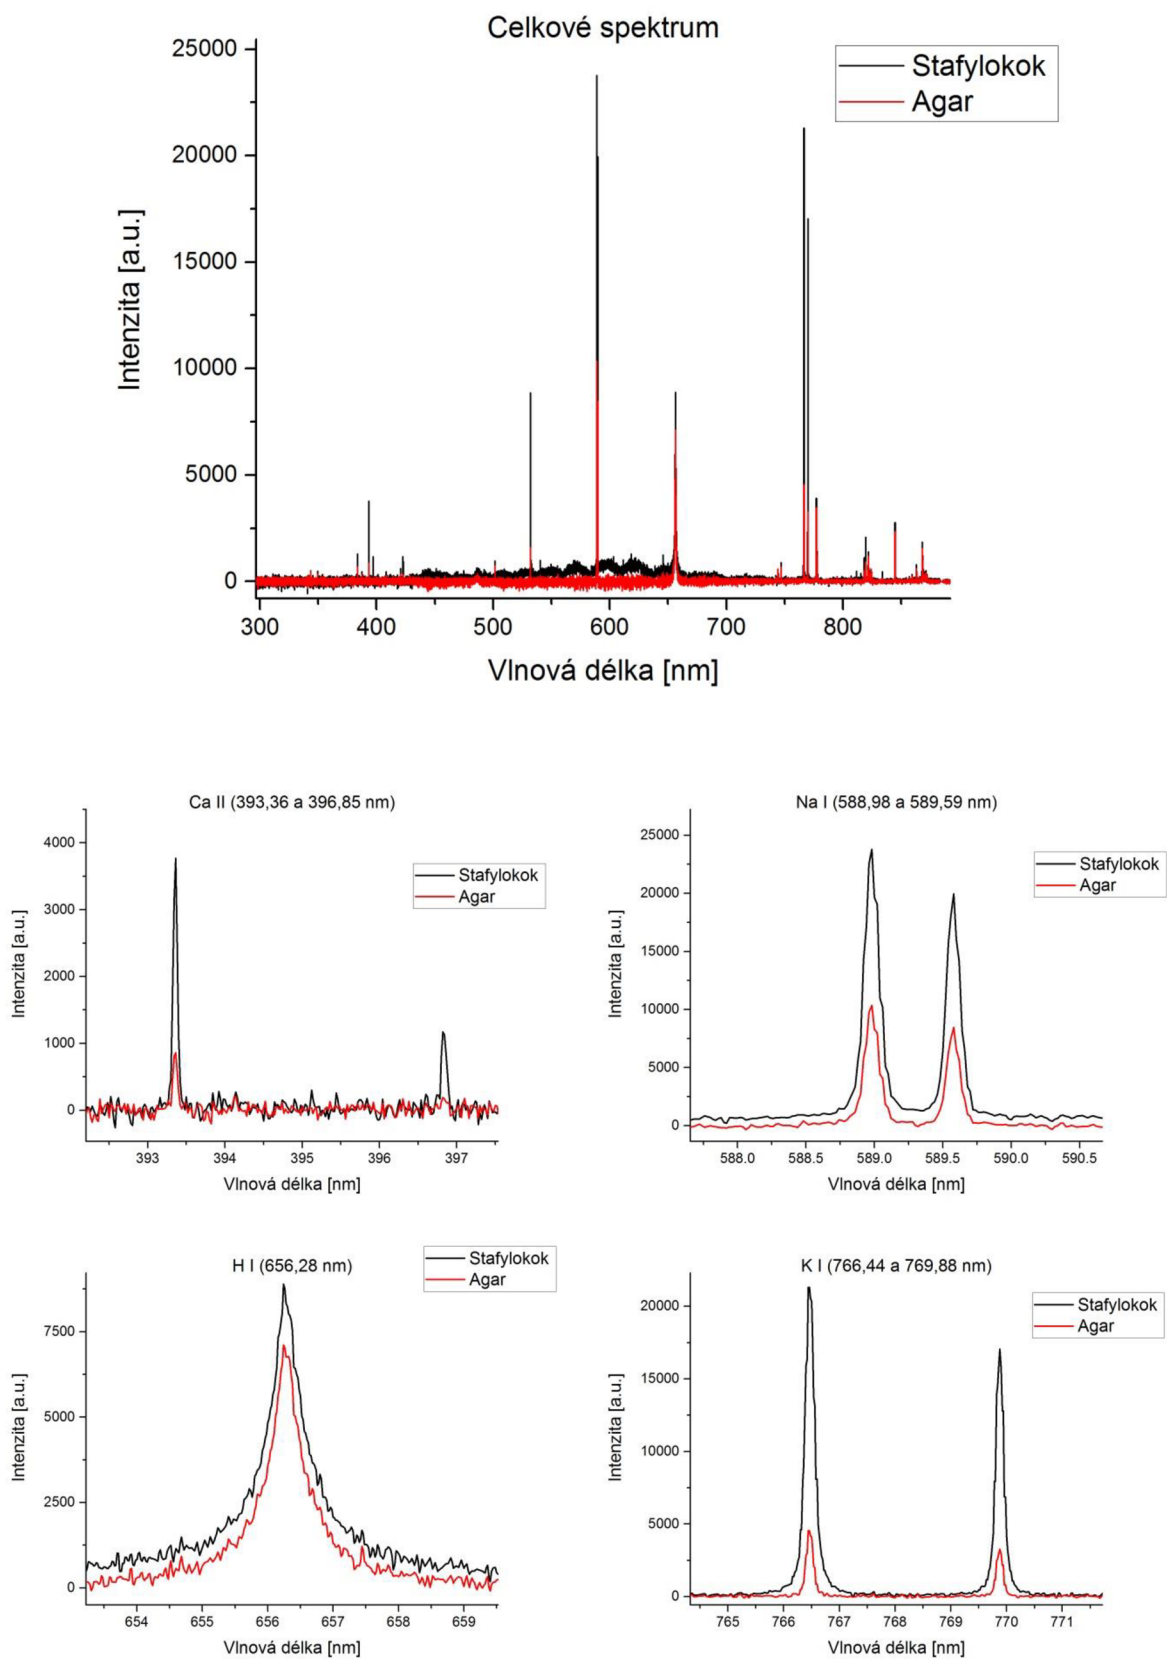 Celkové spektrum
Stafylokok
Agar
25000
20000
15000
10000
5000
0
Intenzita [a.u.]
300 400 500 600 700 800
Vlnová délka [nm]
Ca II (393,36 a 396,85 nm)
Stafylokok
Agar
4000
3000
2000
1000
0
Intenzita [a.u.]
393 394 395 396 397
Vlnová délka [nm]
Na I (588,98 a 589,59 nm)
Stafylokok
Agar
25000
20000
15000
10000
5000
0
Intenzita [a.u.]
588.0 588.5 589.0 589.5 590.0 590.5
Vlnová délka [nm]
H I (656,28 nm)
Stafylokok
Agar
7500
5000
2500
0
Intenzita [a.u.]
654 655 656 657 658 659
Vlnová délka [nm]
K I (766,44 a 769,88 nm)
Stafylokok
Agar
20000
15000
10000
5000
0
Intenzita [a.u.]
765 766 767 768 769 770 771
Vlnová délka [nm]